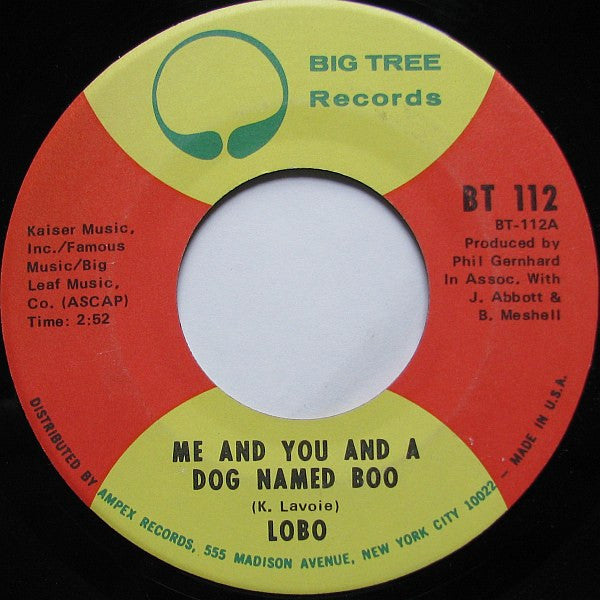 BIG TREE
Records
BT 112
BT-112A
Produced by
Phil Gernhard
In Assoc. With
J. Abbott &
B. Meshell
Kaiser Music,
Inc./Famous
Music/Big
Leaf Music,
Co. (ASCAP)
Time: 2:52
ME AND YOU AND A
DOG NAMED BOO
(K. Lavoie)
LOBO
DISTRIBUTED BY AMPEX RECORDS, 555 MADISON AVENUE, NEW YORK CITY 10022 - MADE IN U.S.A.